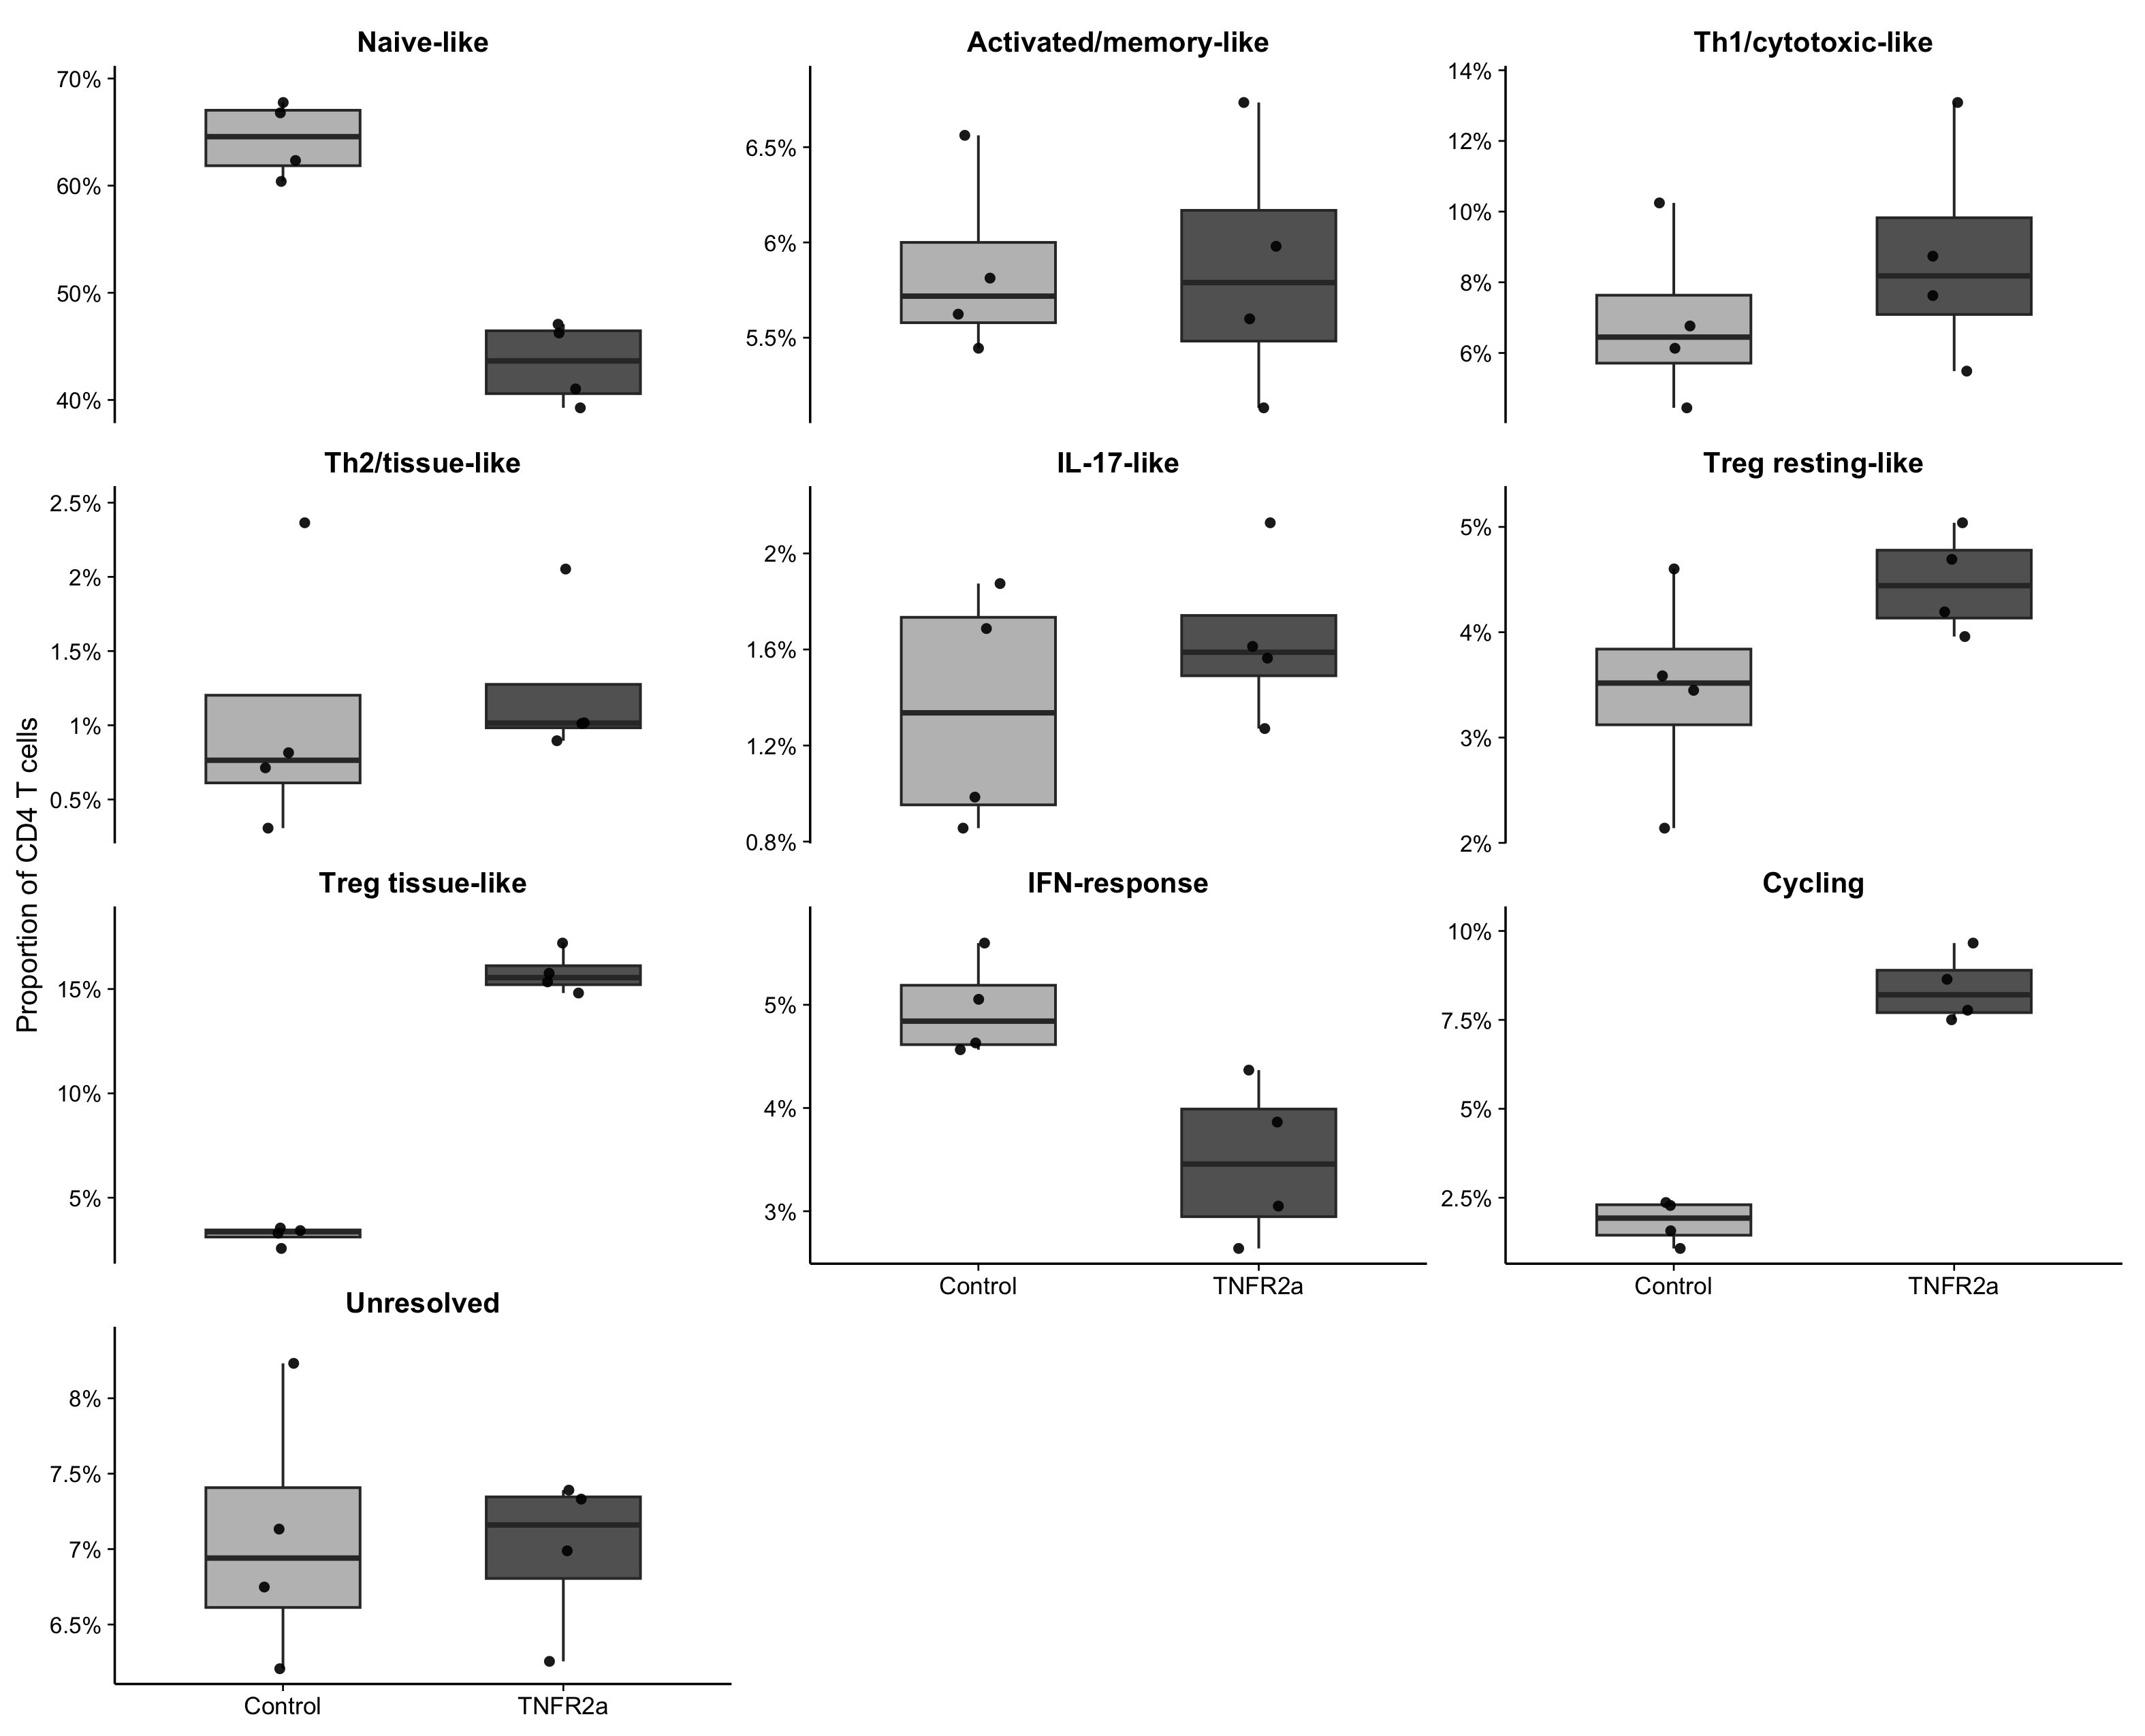 Naive-like
70%
60%
50%
40%
Activated/memory-like
6.5%
6%
5.5%
Th1/cytotoxic-like
14%
12%
10%
8%
6%
Th2/tissue-like
2.5%
2%
1.5%
1%
0.5%
IL-17-like
2%
1.6%
1.2%
0.8%
Treg resting-like
5%
4%
3%
2%
Proportion of CD4 T cells
Treg tissue-like
15%
10%
5%
IFN-response
5%
4%
3%
Control
TNFR2a
Cycling
10%
7.5%
5%
2.5%
Control
TNFR2a
Unresolved
8%
7.5%
7%
6.5%
Control
TNFR2a